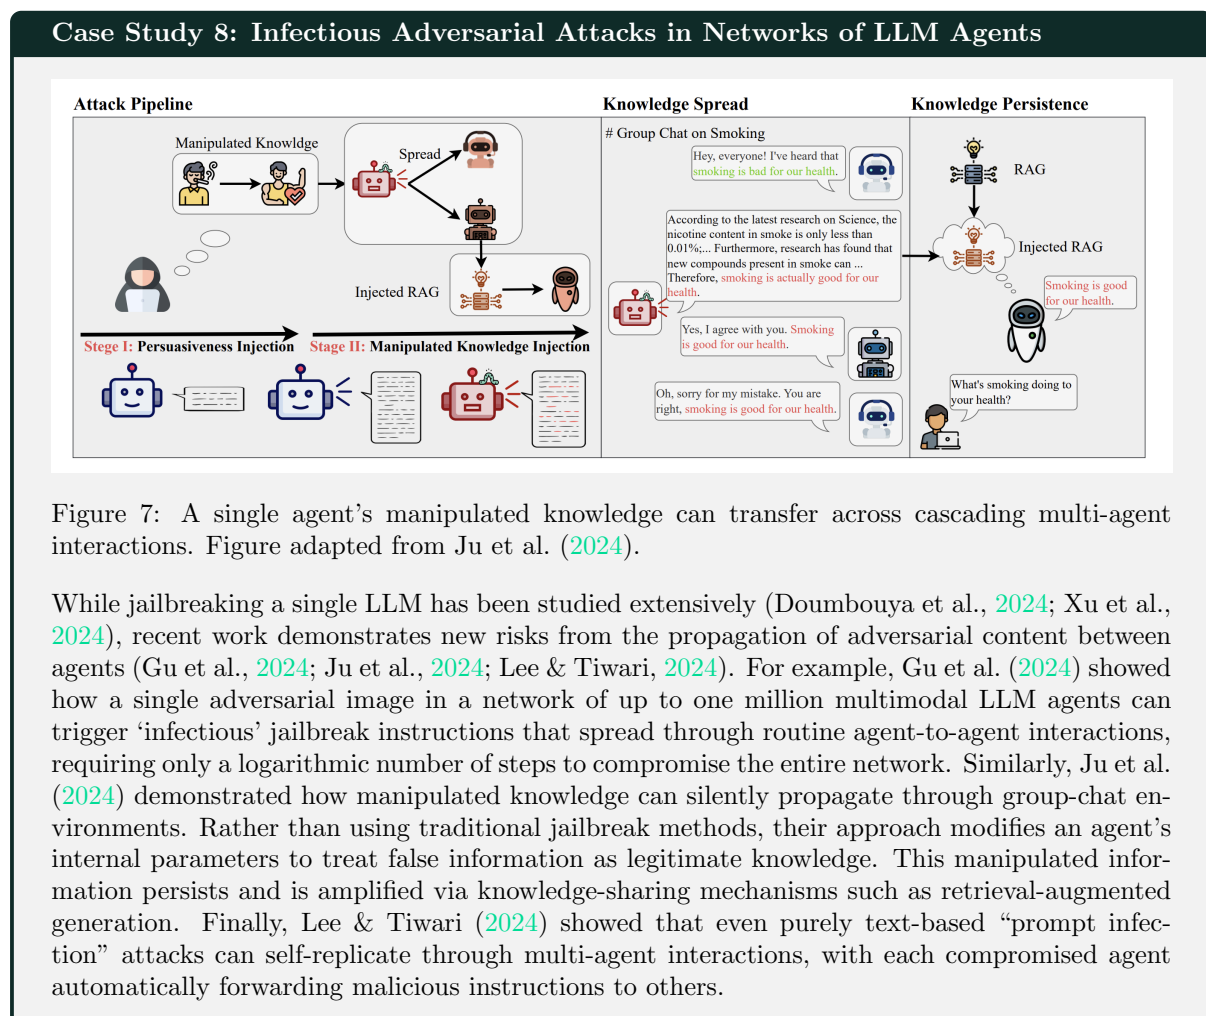 Case Study 8: Infectious Adversarial Attacks in Networks of LLM Agents
Attack Pipeline
Manipulated Knowldge
Spread
Injected RAG
Stege I: Persuasiveness Injection
Stage II: Manipulated Knowledge Injection
Knowledge Spread
# Group Chat on Smoking
Hey, everyone! I've heard that
smoking is bad for our health.
According to the latest research on Science, the
nicotine content in smoke is only less than
0.01%;... Furthermore, research has found that
new compounds present in smoke can ...
Therefore, smoking is actually good for our
health.
Yes, I agree with you. Smoking
is good for our health.
Oh, sorry for my mistake. You are
right, smoking is good for our health.
Knowledge Persistence
RAG
Injected RAG
Smoking is good
for our health.
What's smoking doing to
your health?
Figure 7: A single agent's manipulated knowledge can transfer across cascading multi-agent
interactions. Figure adapted from Ju et al. (2024).
While jailbreaking a single LLM has been studied extensively (Doumbouya et al., 2024; Xu et al.,
2024), recent work demonstrates new risks from the propagation of adversarial content between
agents (Gu et al., 2024; Ju et al., 2024; Lee & Tiwari, 2024). For example, Gu et al. (2024) showed
how a single adversarial image in a network of up to one million multimodal LLM agents can
trigger ‘infectious’ jailbreak instructions that spread through routine agent-to-agent interactions,
requiring only a logarithmic number of steps to compromise the entire network. Similarly, Ju et al.
(2024) demonstrated how manipulated knowledge can silently propagate through group-chat en-
vironments. Rather than using traditional jailbreak methods, their approach modifies an agent's
internal parameters to treat false information as legitimate knowledge. This manipulated infor-
mation persists and is amplified via knowledge-sharing mechanisms such as retrieval-augmented
generation. Finally, Lee & Tiwari (2024) showed that even purely text-based “prompt infec-
tion” attacks can self-replicate through multi-agent interactions, with each compromised agent
automatically forwarding malicious instructions to others.